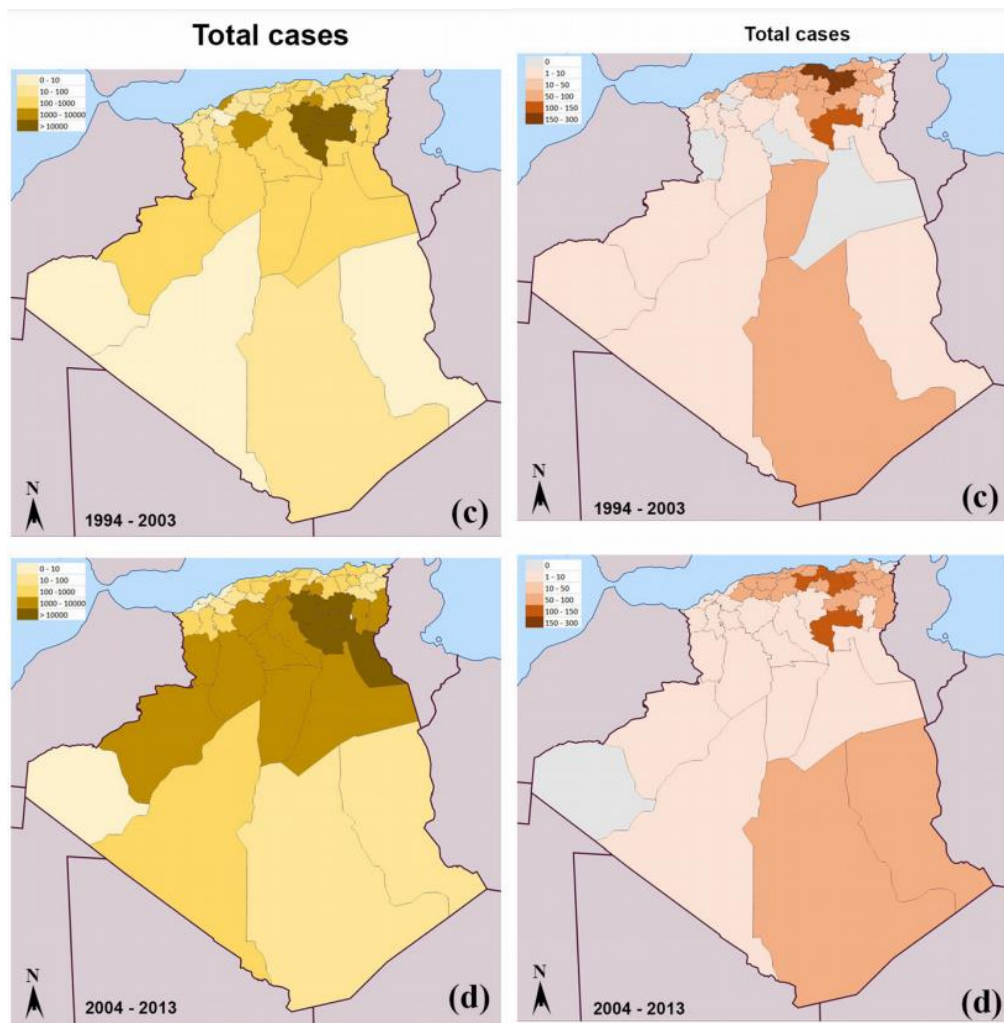 Total cases
0 - 10
10 - 100
100 -1000
1000 - 10000
> 10000
N
1994 - 2003
(c)
Total cases
0
1 - 10
10 - 50
50 - 100
100 - 150
150 - 300
N
1994 - 2003
(c)
0 - 10
10 - 100
100 -1000
1000 - 10000
> 10000
N
2004 - 2013
(d)
0
1 - 10
10 - 50
50 - 100
100 - 150
150 - 300
N
2004 - 2013
(d)